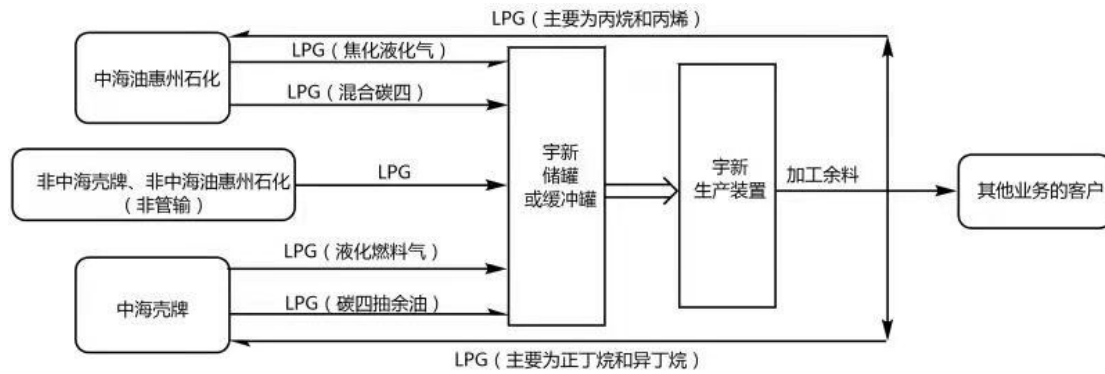 LPG（主要为丙烷和丙烯）
中海油惠州石化
LPG（焦化液化气）
LPG（混合碳四）
非中海壳牌、非中海油惠州石化
（非管输）
LPG
宇新
储罐
或缓冲罐
宇新
生产装置
加工余料
其他业务的客户
中海壳牌
LPG（液化燃料气）
LPG（碳四抽余油）
LPG（主要为正丁烷和异丁烷）